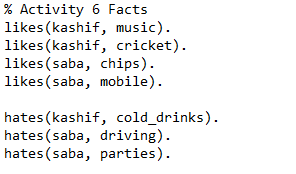 % Activity 6 Facts
likes(kashif, music).
likes(kashif, cricket).
likes(saba, chips).
likes(saba, mobile).
hates(kashif, cold_drinks).
hates(saba, driving).
hates(saba, parties).